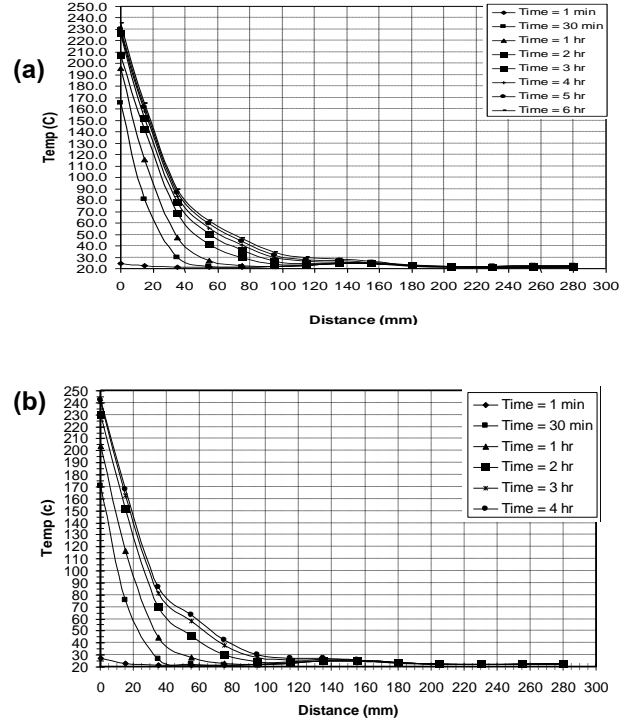 (a)
Temp (C)
250.0
240.0
230.0
220.0
210.0
200.0
190.0
180.0
170.0
160.0
150.0
140.0
130.0
120.0
110.0
100.0
90.0
80.0
70.0
60.0
50.0
40.0
30.0
20.0
0 20 40 60 80 100 120 140 160 180 200 220 240 260 280 300
Distance (mm)
Time = 1 min
Time = 30 min
Time = 1 hr
Time = 2 hr
Time = 3 hr
Time = 4 hr
Time = 5 hr
Time = 6 hr
(b)
Temp (c)
250
240
230
220
210
200
190
180
170
160
150
140
130
120
110
100
90
80
70
60
50
40
30
20
0 20 40 60 80 100 120 140 160 180 200 220 240 260 280 300
Distance (mm)
Time = 1 min
Time = 30 min
Time = 1 hr
Time = 2 hr
Time = 3 hr
Time = 4 hr